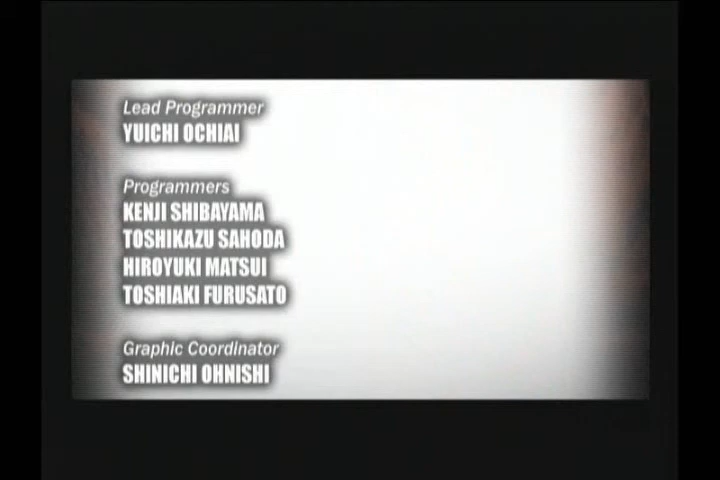 Lead Programmer
YUICHI OCHIAI
Programmers
KENJI SHIBAYAMA
TOSHIKAZU SAHODA
HIROYUKI MATSUI
TOSHIAKI FURUSATO
Graphic Coordinator
SHINICHI OHNISHI